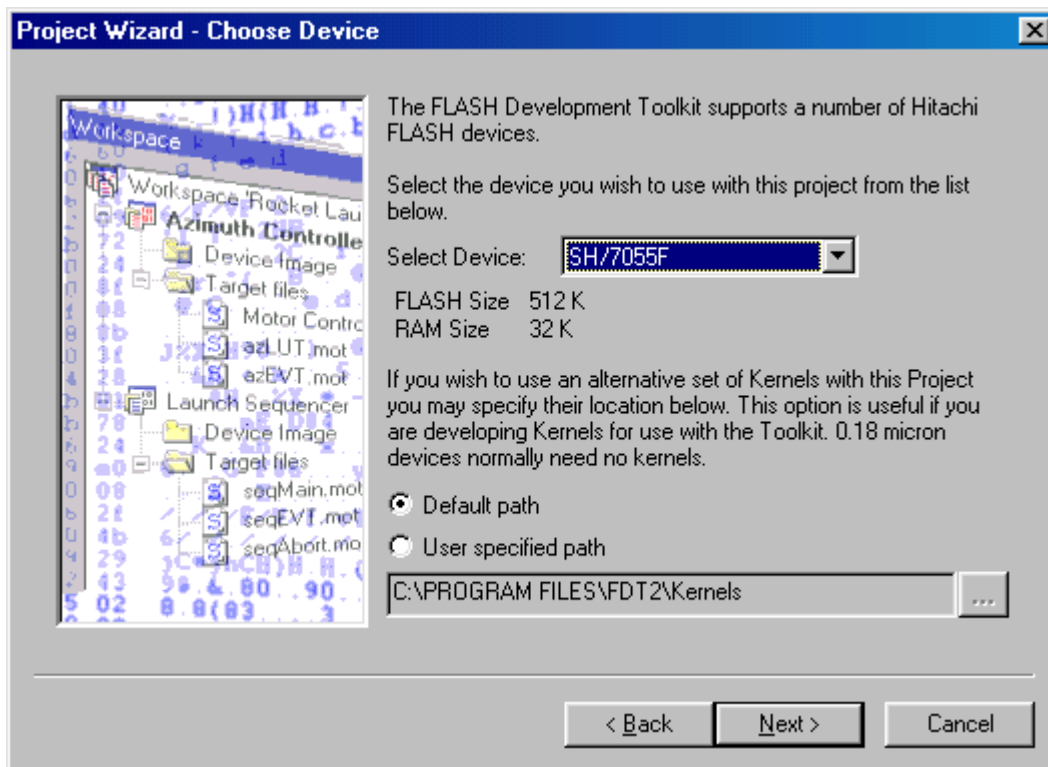 Project Wizard - Choose Device
Workspace
Workspace 'Rocket Lau
Azimuth Controlle
Device Image
Target files
Motor Contro
azLUT.mot
azEVT.mot
Launch Sequencer
Device Image
Target files
seqMain.mot
seqEVT.mot
seqAbort.mo
The FLASH Development Toolkit supports a number of Hitachi
FLASH devices.
Select the device you wish to use with this project from the list
below.
Select Device: SH/7055F
FLASH Size 512 K
RAM Size 32 K
If you wish to use an alternative set of Kernels with this Project
you may specify their location below. This option is useful if you
are developing Kernels for use with the Toolkit. 0.18 micron
devices normally need no kernels.
Default path
User specified path
C:\PROGRAM FILES\FDT2\Kernels
...
< Back
Next >
Cancel